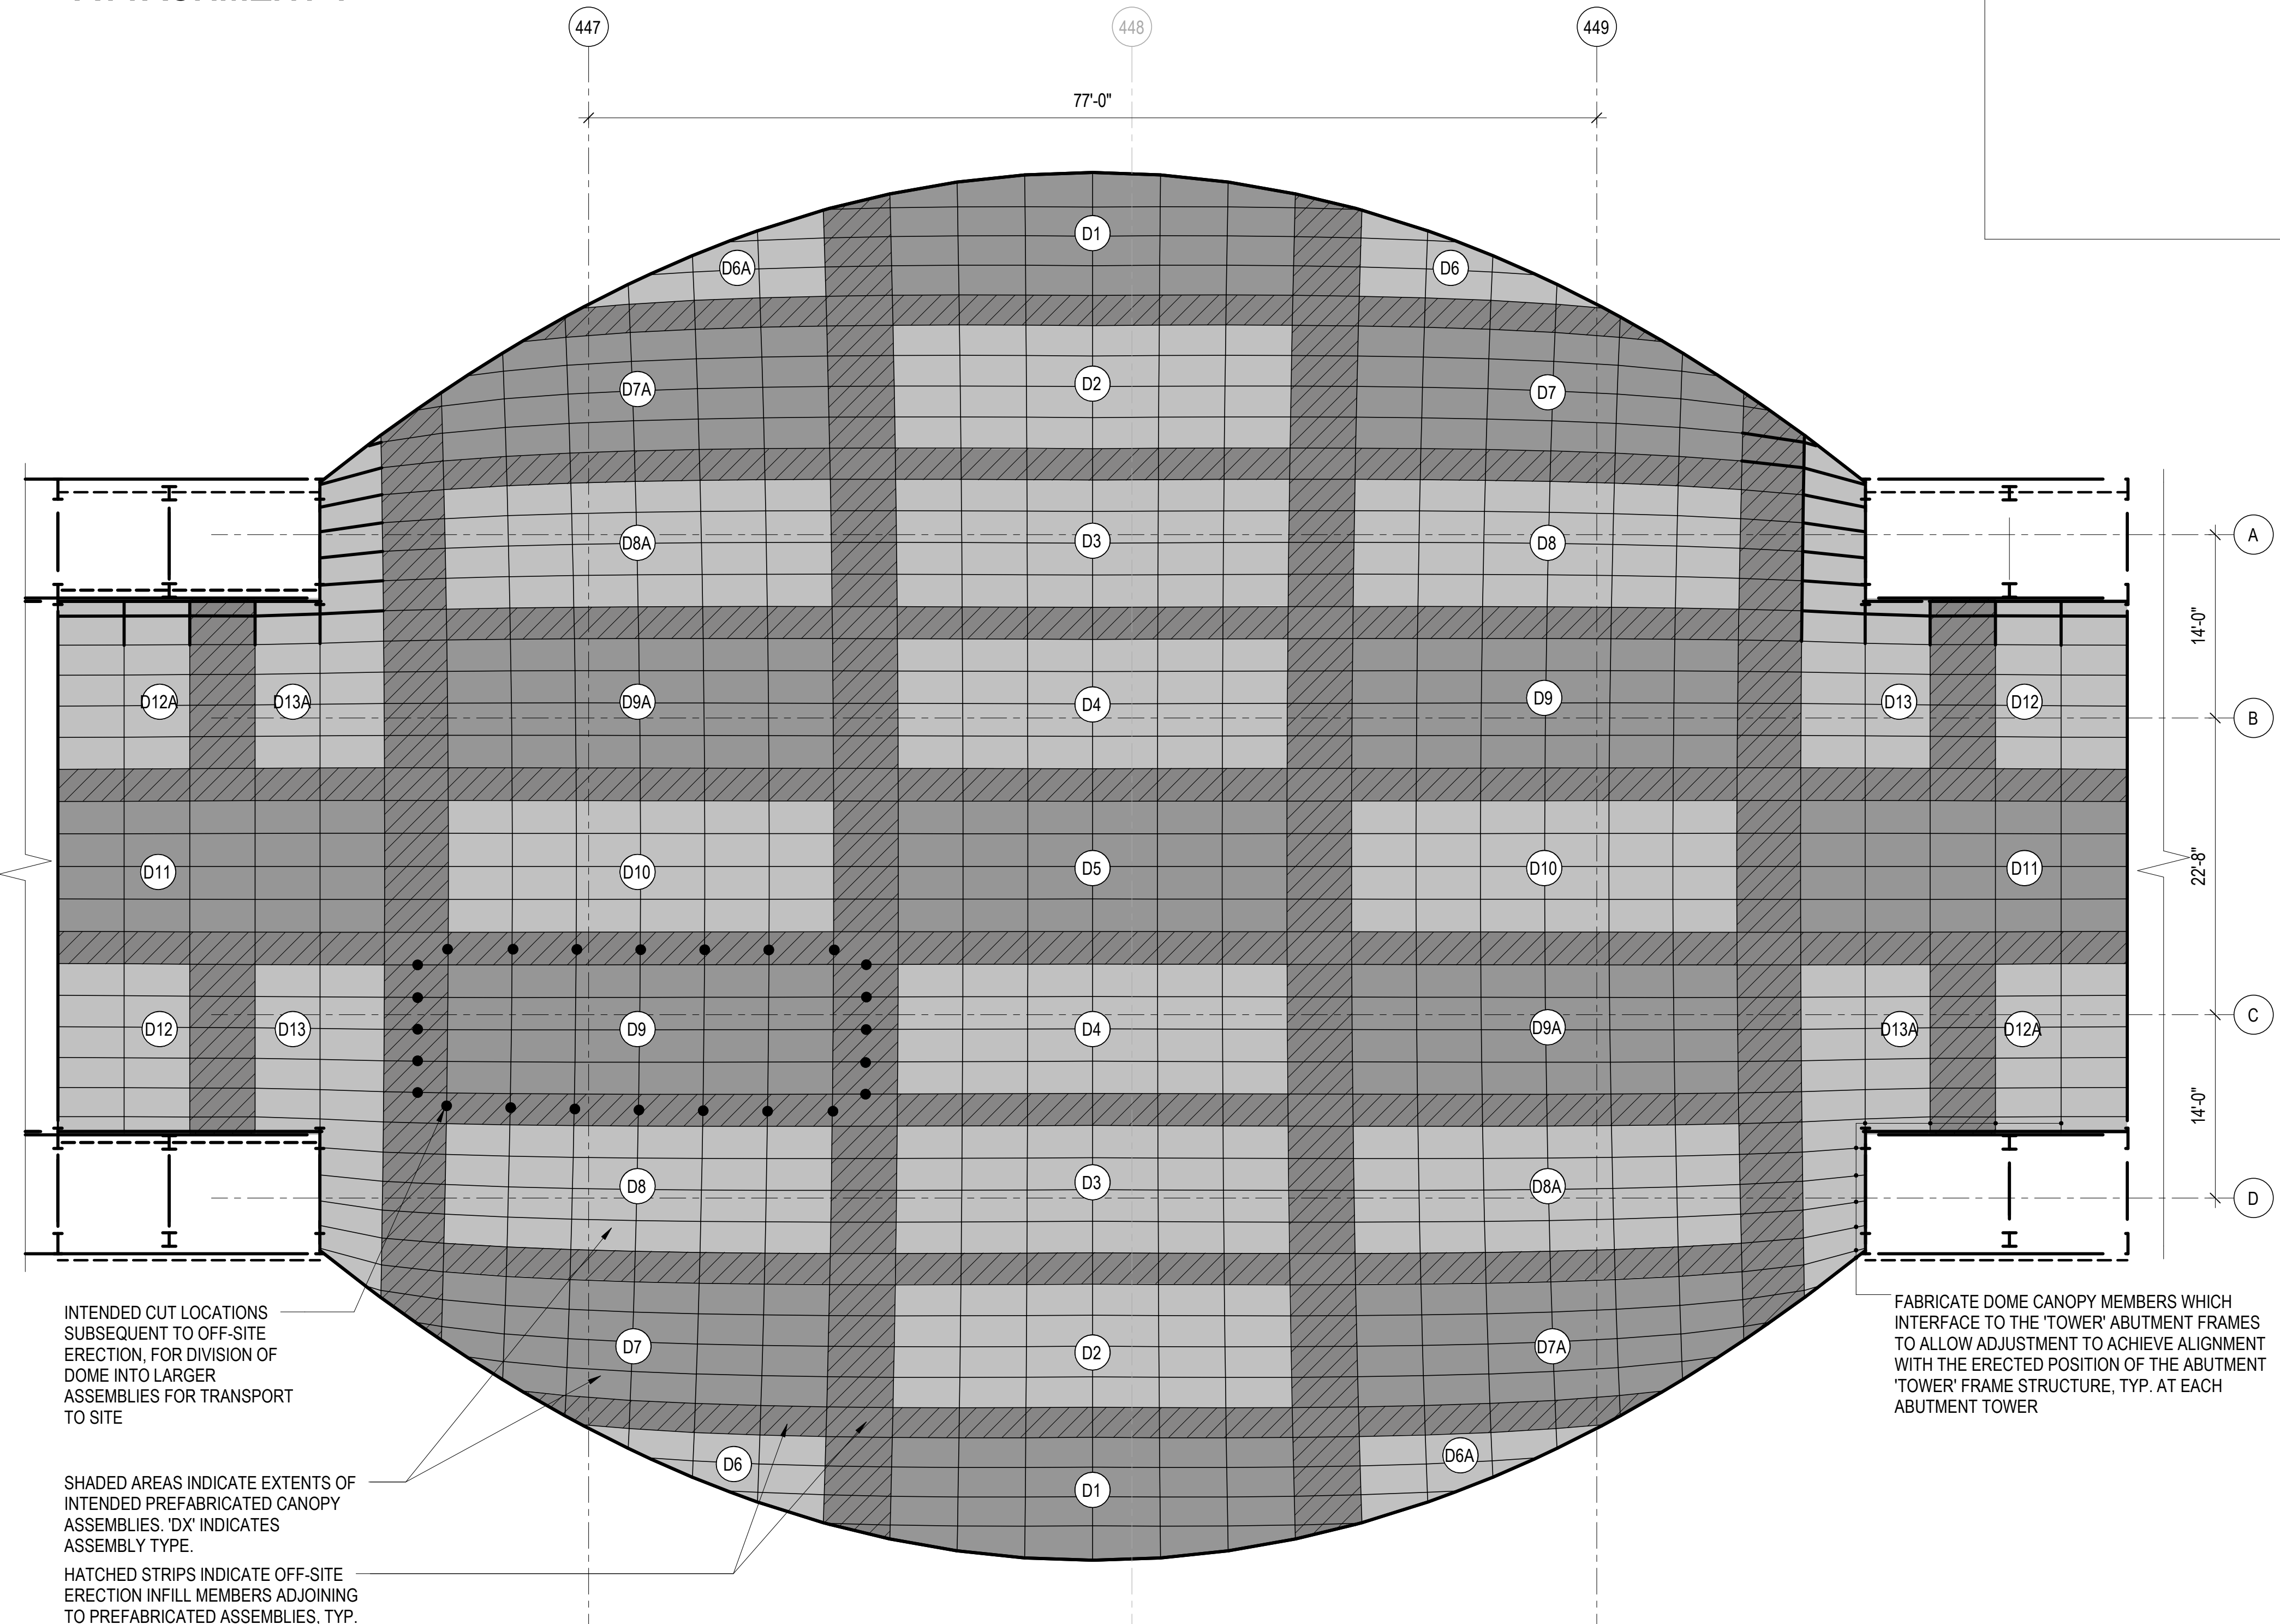 447
448
449
77'-0"
D1
D6A
D6
D7A
D2
D7
D8A
D3
D8
A
14'-0"
D12A
D13A
D9A
D4
D9
D13
D12
B
D11
D10
D5
D10
D11
22'-8"
D12
D13
D9
D4
D9A
D13A
D12A
C
14'-0"
D8
D3
D8A
D
D7
D2
D7A
D6
D1
D6A
INTENDED CUT LOCATIONS
SUBSEQUENT TO OFF-SITE
ERECTION, FOR DIVISION OF
DOME INTO LARGER
ASSEMBLIES FOR TRANSPORT
TO SITE
SHADED AREAS INDICATE EXTENTS OF
INTENDED PREFABRICATED CANOPY
ASSEMBLIES. 'DX' INDICATES
ASSEMBLY TYPE.
HATCHED STRIPS INDICATE OFF-SITE
ERECTION INFILL MEMBERS ADJOINING
TO PREFABRICATED ASSEMBLIES, TYP.
FABRICATE DOME CANOPY MEMBERS WHICH
INTERFACE TO THE 'TOWER' ABUTMENT FRAMES
TO ALLOW ADJUSTMENT TO ACHIEVE ALIGNMENT
WITH THE ERECTED POSITION OF THE ABUTMENT
'TOWER' FRAME STRUCTURE, TYP. AT EACH
ABUTMENT TOWER